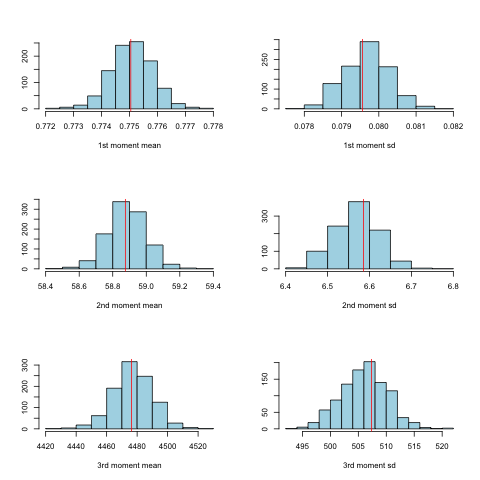 0 100 200
0.772 0.773 0.774 0.775 0.776 0.777 0.778
1st moment mean
0 100 350
0.078 0.079 0.080 0.081 0.082
1st moment sd
0 100 200 300
58.4 58.6 58.8 59.0 59.2 59.4
2nd moment mean
0 100 300
6.4 6.5 6.6 6.7 6.8
2nd moment sd
0 100 200 300
4420 4440 4460 4480 4500 4520
3rd moment mean
0 50 150
495 500 505 510 515 520
3rd moment sd